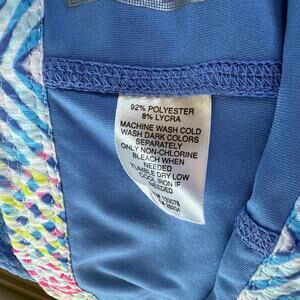 92% POLYESTER
8% LYCRA
MACHINE WASH COLD
WASH DARK COLORS
SEPARATELY
ONLY NON-CHLORINE
BLEACH WHEN
NEEDED
TUMBLE DRY LOW
COOL IRON IF
NEEDED